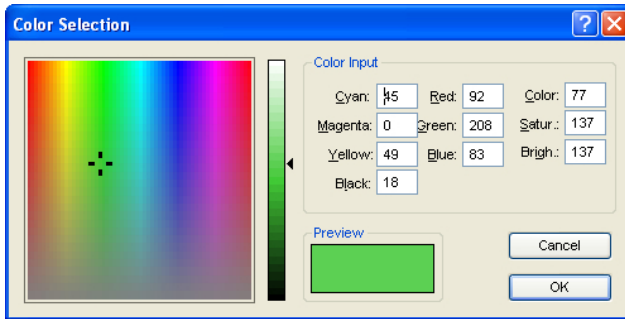 Color Selection
Color Input
Cyan: 45 Red: 92 Color: 77
Magenta: 0 Green: 208 Satur.: 137
Yellow: 49 Blue: 83 Brigh.: 137
Black: 18
Preview
Cancel
OK